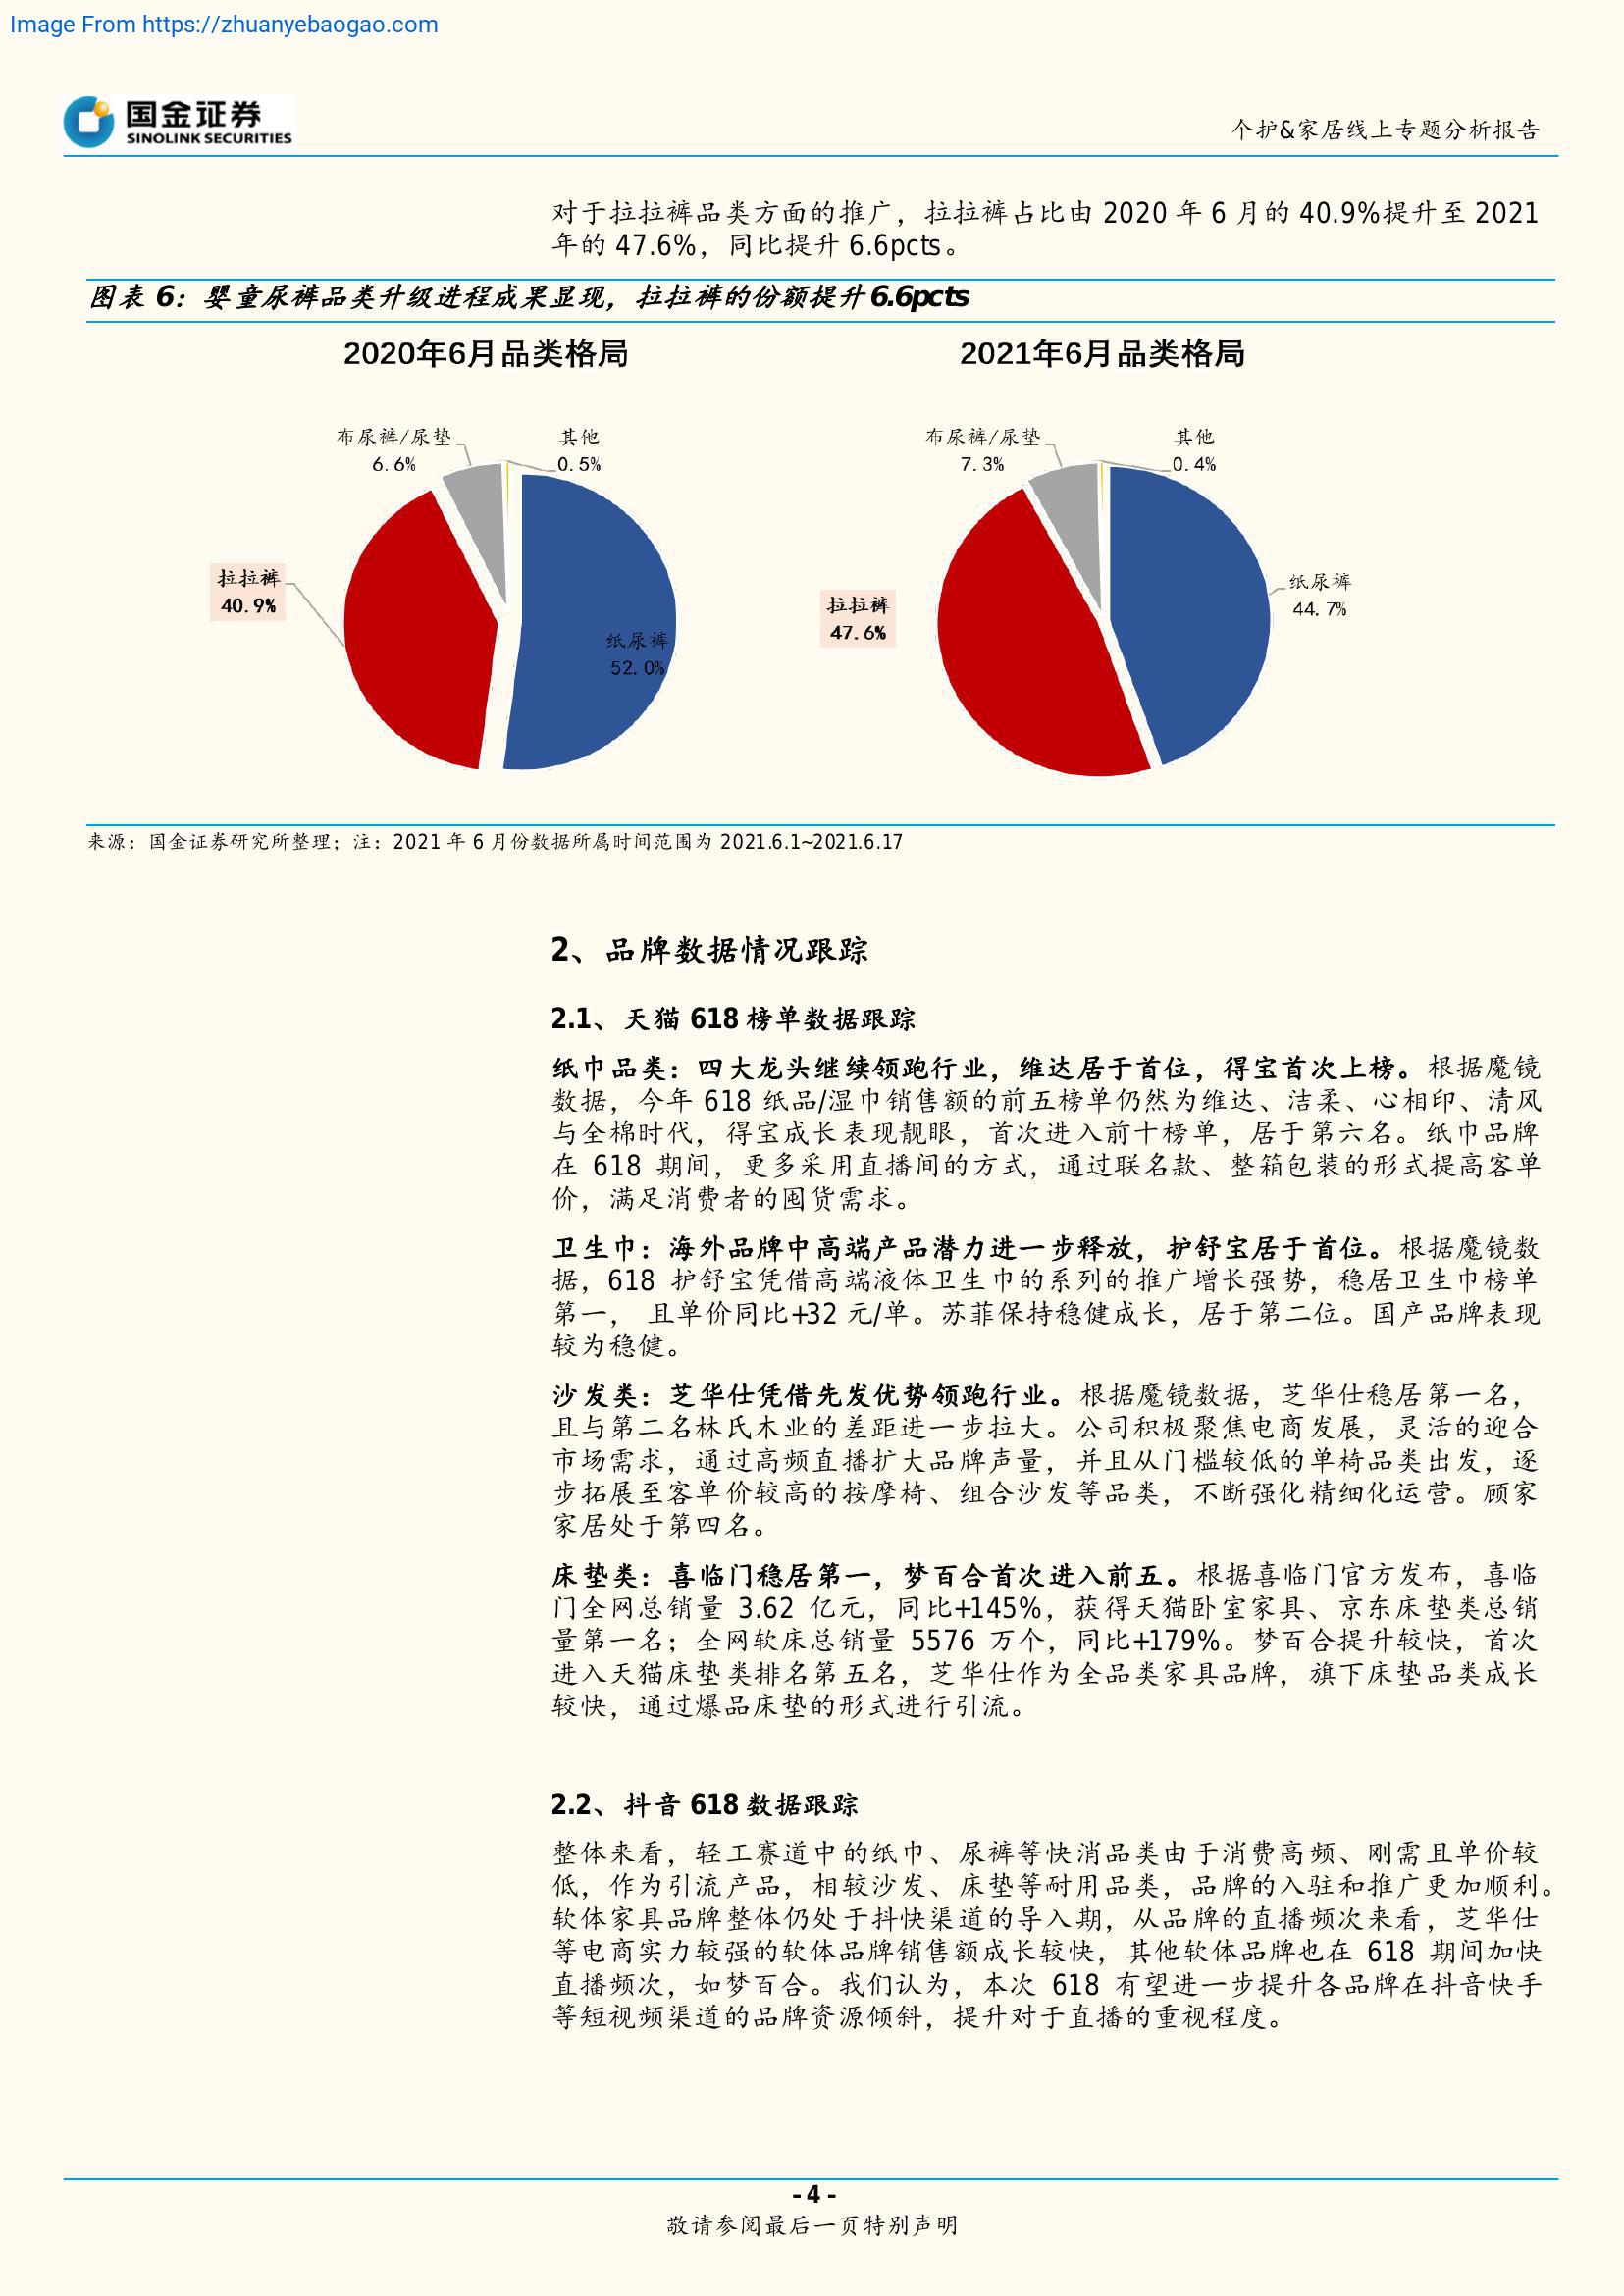 Image From https://zhuanyebaogao.com
国金证券
SINOLINK SECURITIES
个护&家居线上专题分析报告
对于拉拉裤品类方面的推广，拉拉裤占比由 2020 年 6 月的 40.9%提升至 2021
年的 47.6%，同比提升 6.6pcts。
图表 6：婴童尿裤品类升级进程成果显现，拉拉裤的份额提升 6.6pcts
2020年6月品类格局
布尿裤/尿垫
6.6%
其他
0.5%
拉拉裤
40.9%
纸尿裤
52.0%
2021年6月品类格局
布尿裤/尿垫
7.3%
其他
0.4%
拉拉裤
47.6%
纸尿裤
44.7%
来源：国金证券研究所整理；注：2021 年 6 月份数据所属时间范围为 2021.6.1~2021.6.17
2、品牌数据情况跟踪
2.1、天猫 618 榜单数据跟踪
纸巾品类：四大龙头继续领跑行业，维达居于首位，得宝首次上榜。根据魔镜
数据，今年 618 纸品/湿巾销售额的前五榜单仍然为维达、洁柔、心相印、清风
与全棉时代，得宝成长表现靓眼，首次进入前十榜单，居于第六名。纸巾品牌
在 618 期间，更多采用直播间的方式，通过联名款、整箱包装的形式提高客单
价，满足消费者的囤货需求。
卫生巾：海外品牌中高端产品潜力进一步释放，护舒宝居于首位。根据魔镜数
据，618 护舒宝凭借高端液体卫生巾的系列的推广增长强势，稳居卫生巾榜单
第一， 且单价同比+32 元/单。苏菲保持稳健成长，居于第二位。国产品牌表现
较为稳健。
沙发类：芝华仕凭借先发优势领跑行业。根据魔镜数据，芝华仕稳居第一名，
且与第二名林氏木业的差距进一步拉大。公司积极聚焦电商发展，灵活的迎合
市场需求，通过高频直播扩大品牌声量，并且从门槛较低的单椅品类出发，逐
步拓展至客单价较高的按摩椅、组合沙发等品类，不断强化精细化运营。顾家
家居处于第四名。
床垫类：喜临门稳居第一，梦百合首次进入前五。根据喜临门官方发布，喜临
门全网总销量 3.62 亿元，同比+145%，获得天猫卧室家具、京东床垫类总销
量第一名；全网软床总销量 5576 万个，同比+179%。梦百合提升较快，首次
进入天猫床垫类排名第五名，芝华仕作为全品类家具品牌，旗下床垫品类成长
较快，通过爆品床垫的形式进行引流。
2.2、抖音 618 数据跟踪
整体来看，轻工赛道中的纸巾、尿裤等快消品类由于消费高频、刚需且单价较
低，作为引流产品，相较沙发、床垫等耐用品类，品牌的入驻和推广更加顺利。
软体家具品牌整体仍处于抖快渠道的导入期，从品牌的直播频次来看，芝华仕
等电商实力较强的软体品牌销售额成长较快，其他软体品牌也在 618 期间加快
直播频次，如梦百合。我们认为，本次 618 有望进一步提升各品牌在抖音快手
等短视频渠道的品牌资源倾斜，提升对于直播的重视程度。
- 4 -
敬请参阅最后一页特别声明